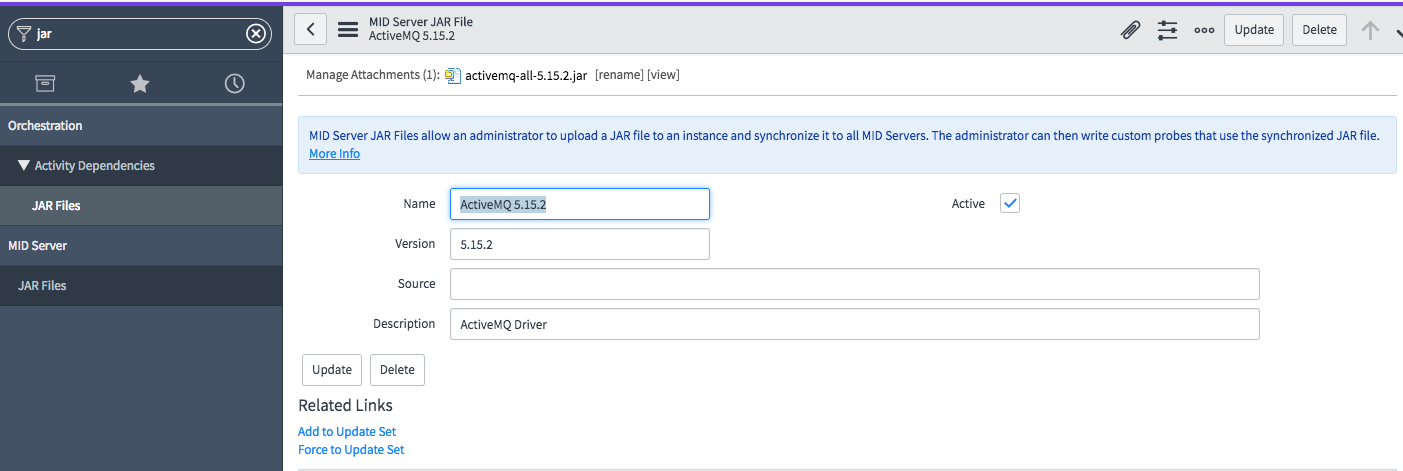 jar
Orchestration
Activity Dependencies
JAR Files
MID Server
JAR Files
MID Server JAR File
ActiveMQ 5.15.2
Update
Delete
Manage Attachments (1): activemq-all-5.15.2.jar [rename] [view]
MID Server JAR Files allow an administrator to upload a JAR file to an instance and synchronize it to all MID Servers. The administrator can then write custom probes that use the synchronized JAR file.
More Info
Name ActiveMQ 5.15.2 Active
Version 5.15.2
Source
Description ActiveMQ Driver
Update Delete
Related Links
Add to Update Set
Force to Update Set